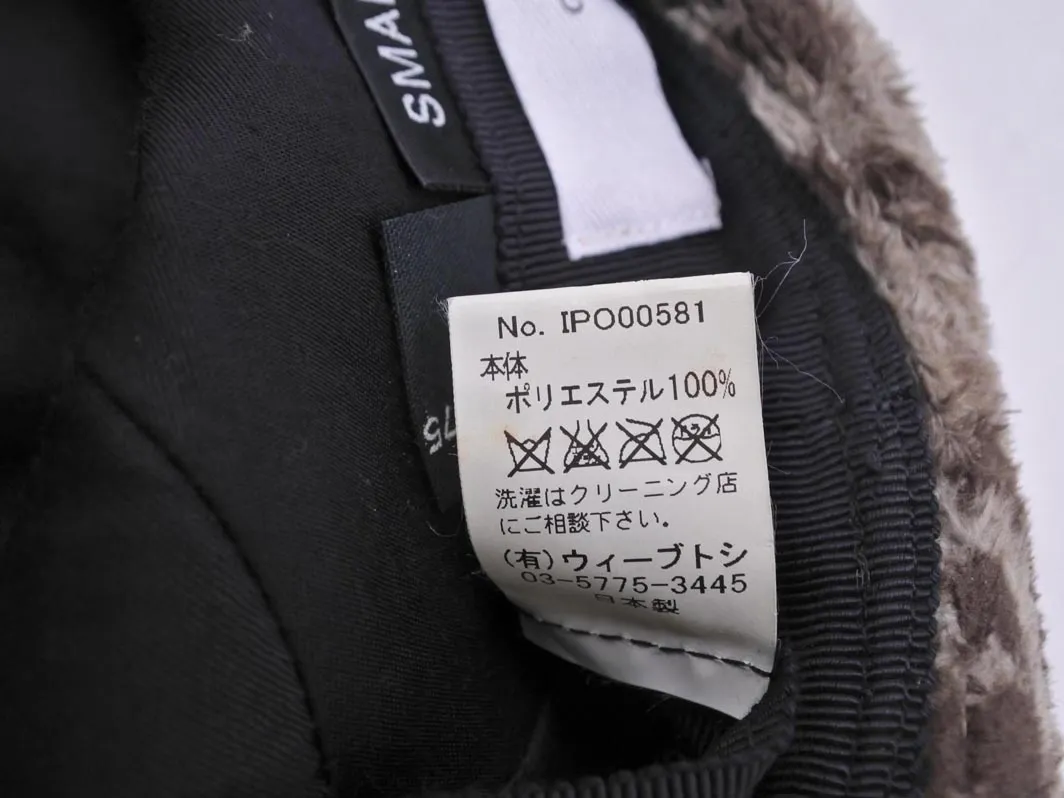 SMAL
No. IPO00581
本体
ポリエステル100%
洗濯はクリーニング店
にご相談下さい。
(有)ウィーブトシ
03-5775-3445
日本製
75